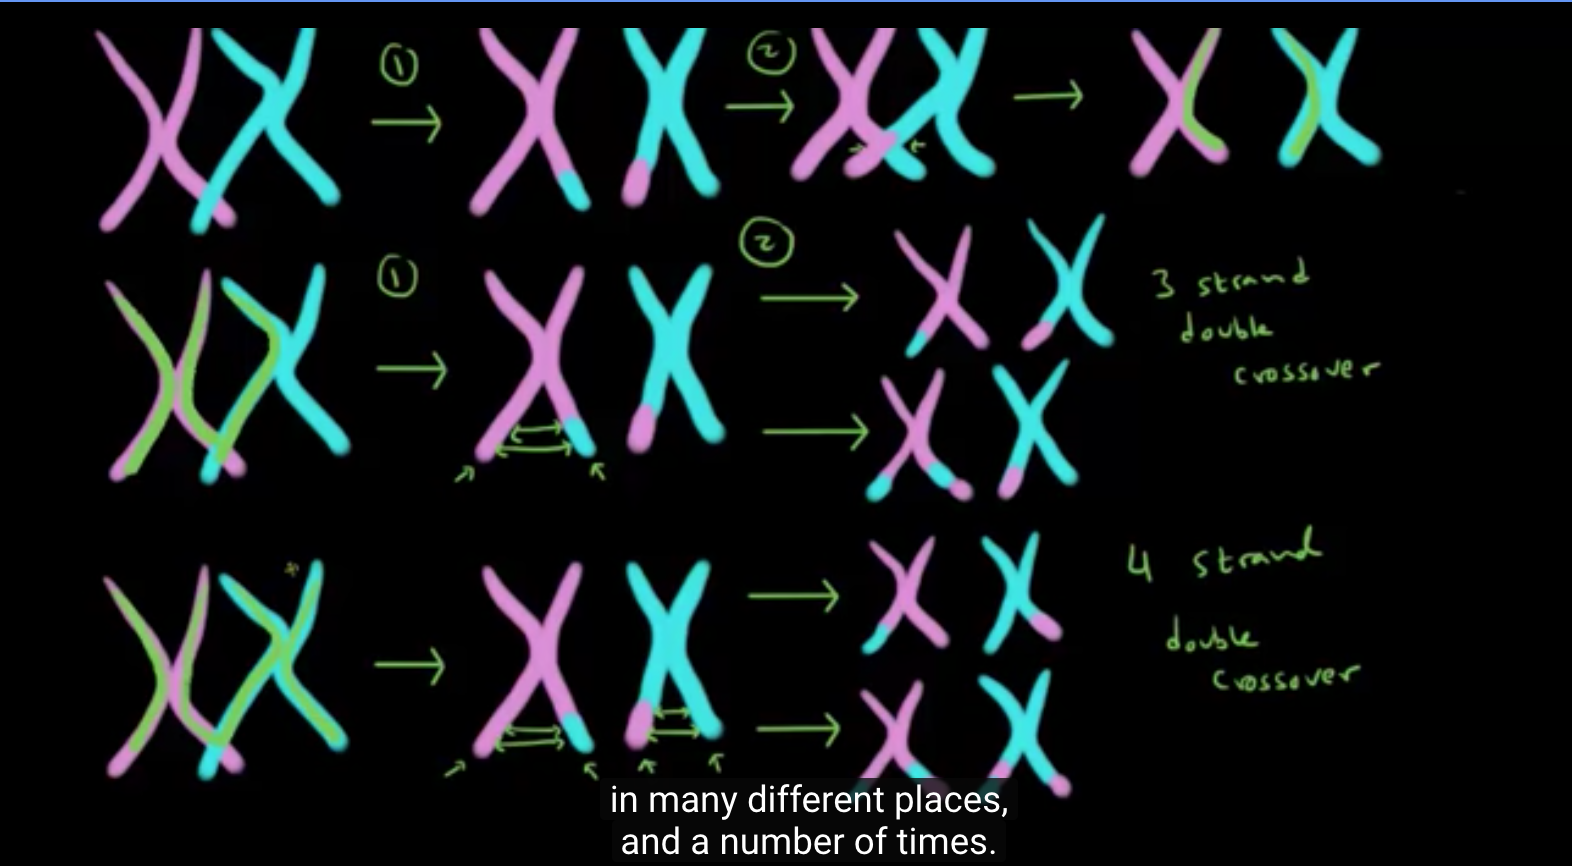 1
2
1
2
3 strand
double
crossover
4 strand
double
crossover
in many different places,
and a number of times.